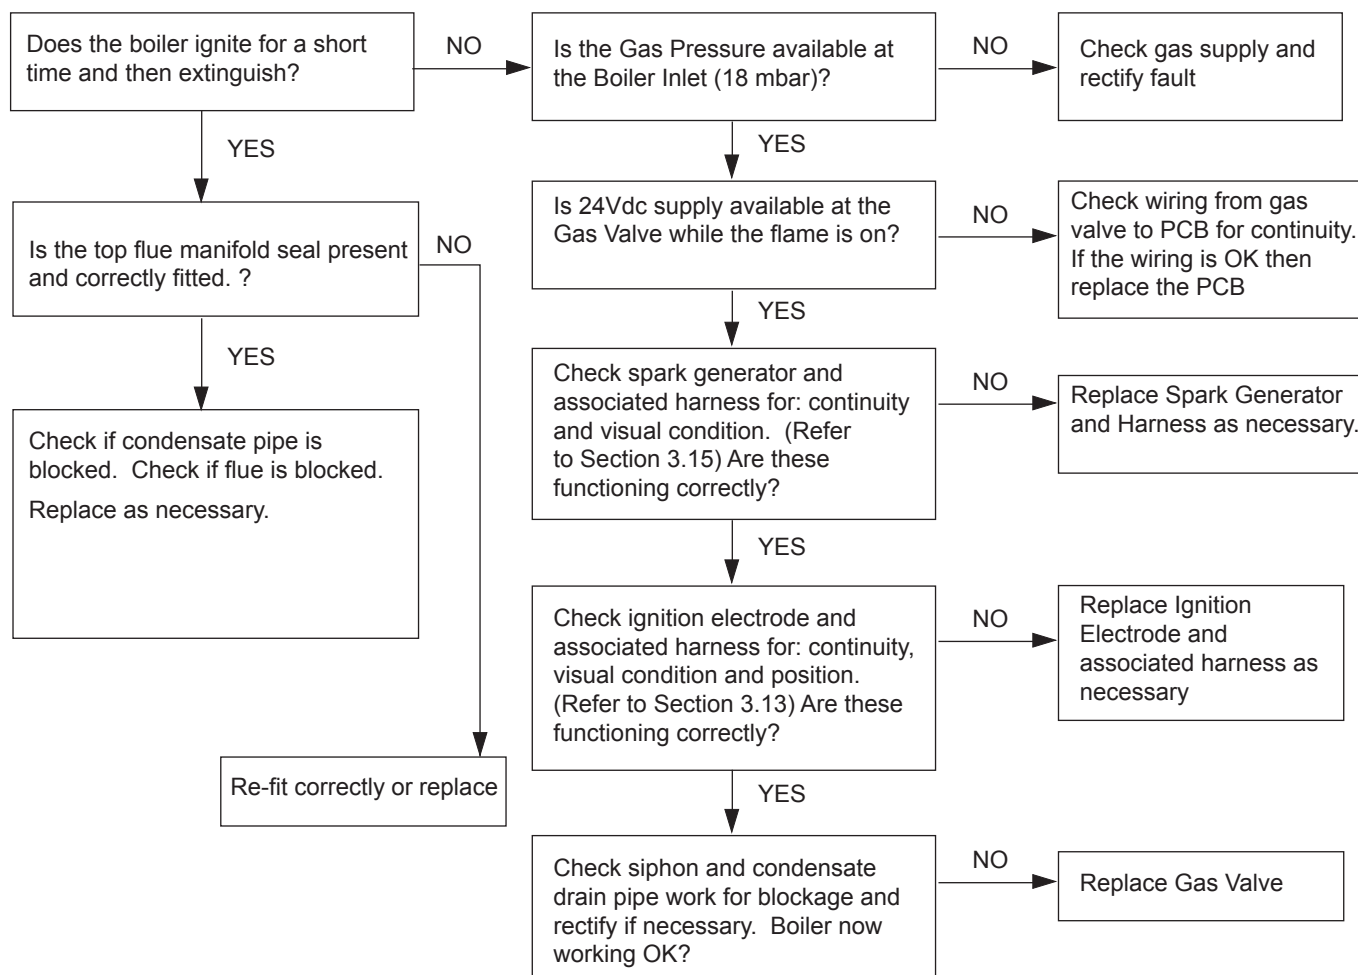 Does the boiler ignite for a short
time and then extinguish?
NO
Is the Gas Pressure available at
the Boiler Inlet (18 mbar)?
NO
Check gas supply and
rectify fault
YES
YES
Is the top flue manifold seal present
and correctly fitted. ?
NO
Is 24Vdc supply available at the
Gas Valve while the flame is on?
NO
Check wiring from gas
valve to PCB for continuity.
If the wiring is OK then
replace the PCB
YES
YES
Check if condensate pipe is
blocked.  Check if flue is blocked.
Replace as necessary.
Check spark generator and
associated harness for: continuity
and visual condition.  (Refer
to Section 3.15) Are these
functioning correctly?
NO
Replace Spark Generator
and Harness as necessary.
YES
Check ignition electrode and
associated harness for: continuity,
visual condition and position.
(Refer to Section 3.13) Are these
functioning correctly?
NO
Replace Ignition
Electrode and
associated harness as
necessary
Re-fit correctly or replace
YES
Check siphon and condensate
drain pipe work for blockage and
rectify if necessary.  Boiler now
working OK?
NO
Replace Gas Valve